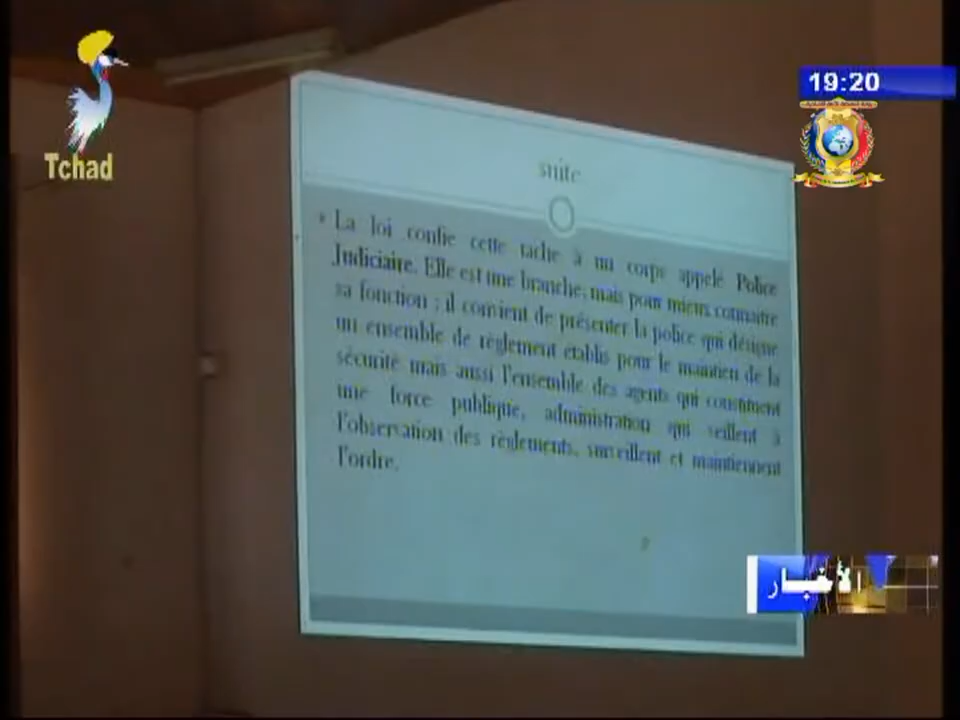 Tchad
19:20
suite
La loi confie cette tache à un corps appelé Police
Judiciaire. Elle est une branche; mais pour mieux connaitre
sa fonction ; il convient de présenter la police qui désigne
un ensemble de règlement établis pour le maintien de la
sécurité mais aussi l'ensemble des agents qui constituent
une force publique, administration qui veillent à
l'observation des règlements, surveillent et maintiennent
l'ordre.
الأخبار